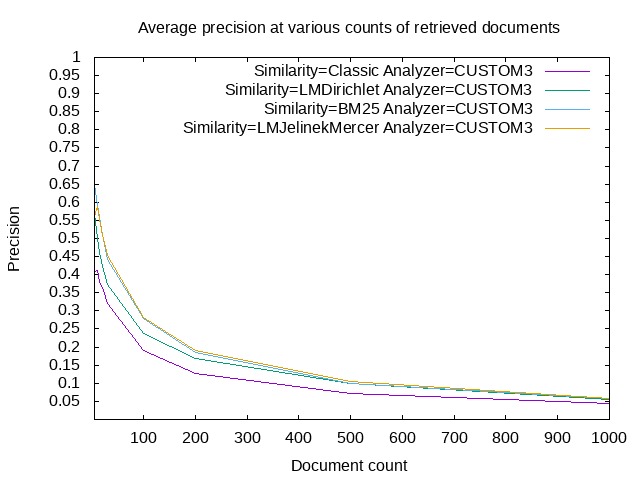 Average precision at various counts of retrieved documents
1
0.95
0.9
0.85
0.8
0.75
0.7
0.65
0.6
0.55
0.5
0.45
0.4
0.35
0.3
0.25
0.2
0.15
0.1
0.05
Precision
Similarity=Classic Analyzer=CUSTOM3
Similarity=LMDirichlet Analyzer=CUSTOM3
Similarity=BM25 Analyzer=CUSTOM3
Similarity=LMJelinekMercer Analyzer=CUSTOM3
100 200 300 400 500 600 700 800 900 1000
Document count